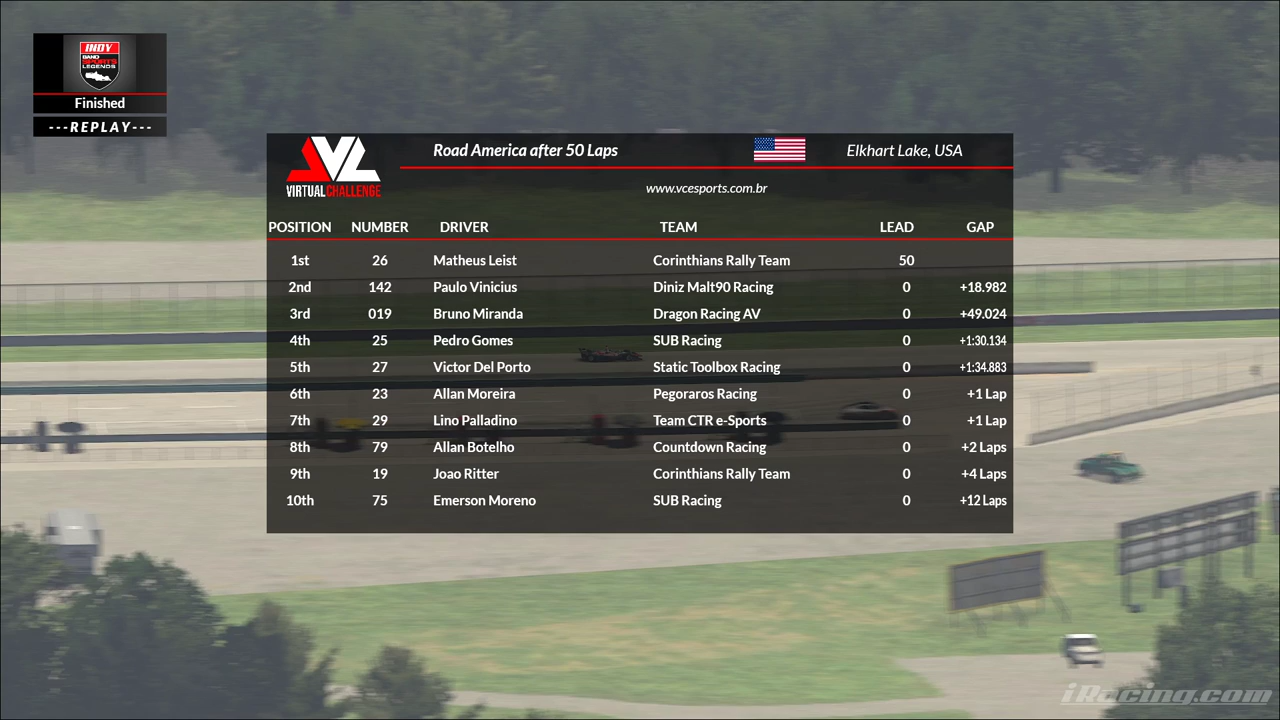 INDY
BAND
SPORTS
LEGENDS
Finished
---REPLAY---
VIRTUALCHALLENGE
Road America after 50 Laps
Elkhart Lake, USA
www.vcesports.com.br
POSITION NUMBER DRIVER TEAM LEAD GAP
1st 26 Matheus Leist Corinthians Rally Team 50
2nd 142 Paulo Vinicius Diniz Malt90 Racing 0 +18.982
3rd 019 Bruno Miranda Dragon Racing AV 0 +49.024
4th 25 Pedro Gomes SUB Racing 0 +1:30.134
5th 27 Victor Del Porto Static Toolbox Racing 0 +1:34.883
6th 23 Allan Moreira Pegoraros Racing 0 +1 Lap
7th 29 Lino Palladino Team CTR e-Sports 0 +1 Lap
8th 79 Allan Botelho Countdown Racing 0 +2 Laps
9th 19 Joao Ritter Corinthians Rally Team 0 +4 Laps
10th 75 Emerson Moreno SUB Racing 0 +12 Laps
iRacing.com